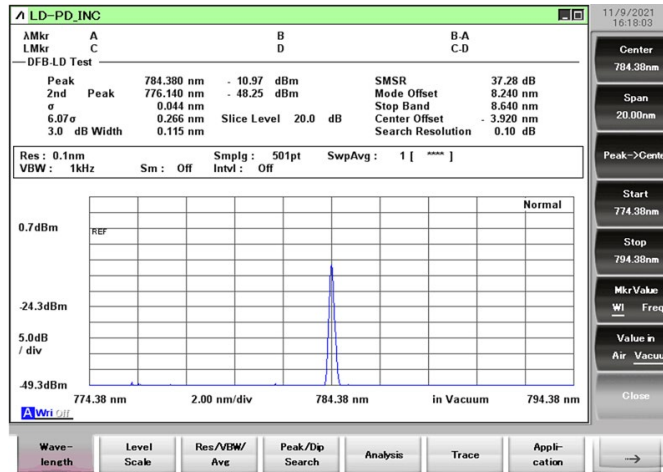 LD-PD_INC
11/9/2021
16:18:03
λMkr A B B-A
LMkr C D C-D
DFB-LD Test
Peak 784.380 nm - 10.97 dBm SMSR 37.28 dB
2nd Peak 776.140 nm - 48.25 dBm Mode Offset 8.240 nm
σ 0.044 nm Stop Band 8.640 nm
6.07σ 0.266 nm Slice Level 20.0 dB Center Offset - 3.920 nm
3.0 dB Width 0.115 nm Search Resolution 0.10 dB
Res : 0.1nm Smplg : 501pt SwpAvg : 1 [ **** ]
VBW : 1kHz Sm : Off Intvl : Off
Normal
0.7dBm
REF
-24.3dBm
5.0dB
/ div
-49.3dBm
774.38 nm 2.00 nm/div 784.38 nm in Vacuum 794.38 nm
A Wri Off
Center
784.38nm
Span
20.00nm
Peak->Cente
Start
774.38nm
Stop
794.38nm
MkrValue
Wl Freq
Value in
Air Vacuu
Close
Wave-
length
Level
Scale
Res/VBW/
Avg
Peak/Dip
Search
Analysis
Trace
Appli-
cation